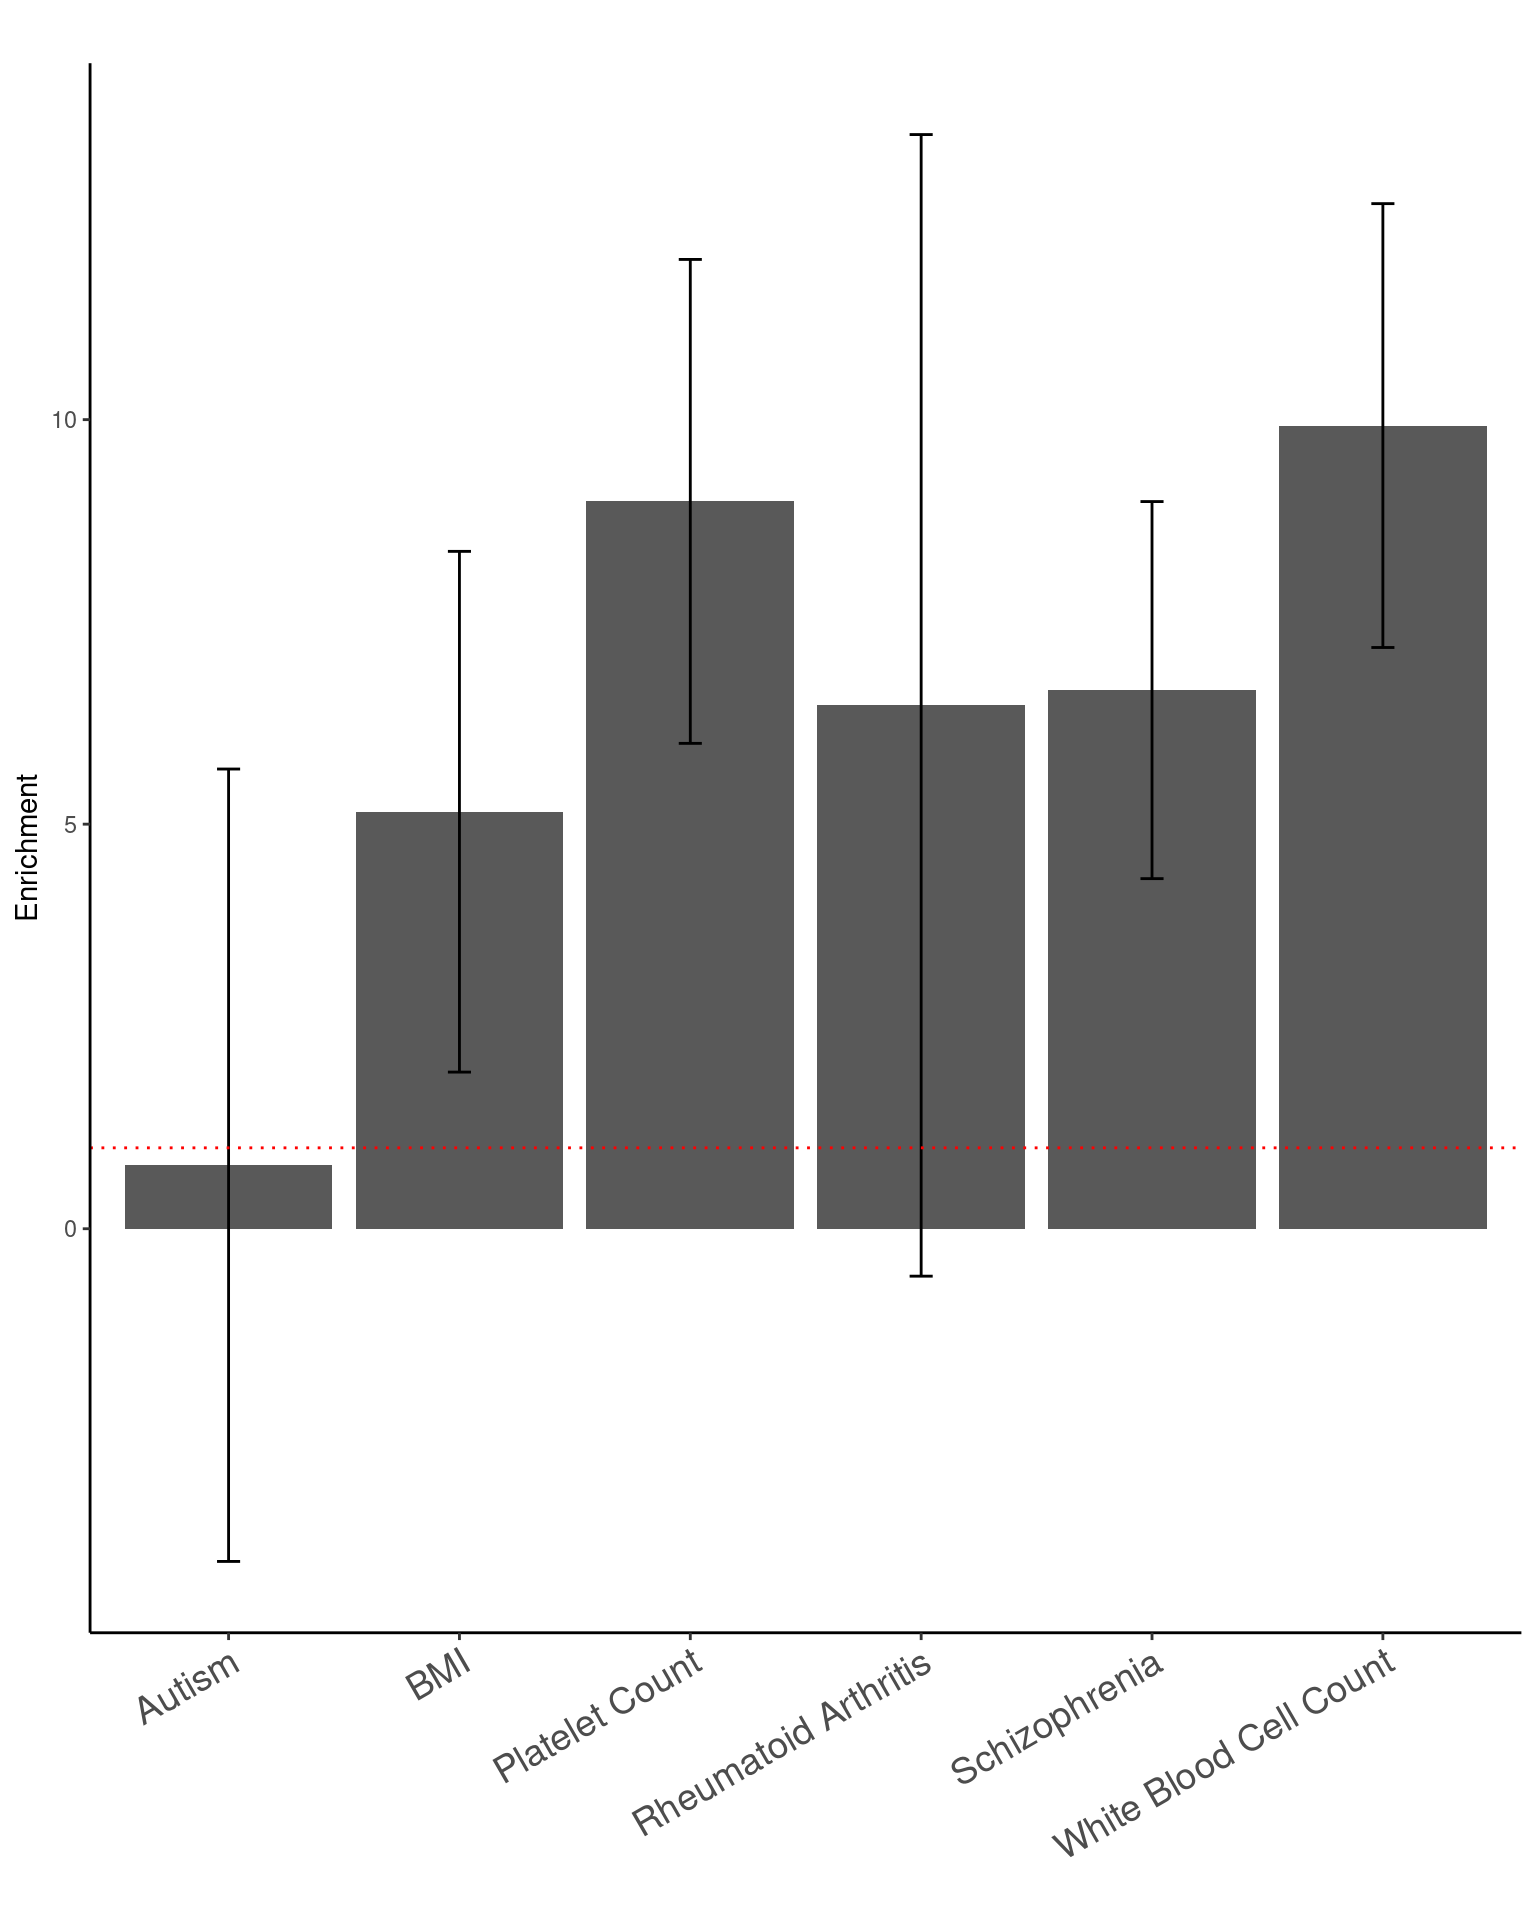 Enrichment
10
5
0
Autism
BMI
Platelet Count
Rheumatoid Arthritis
Schizophrenia
White Blood Cell Count